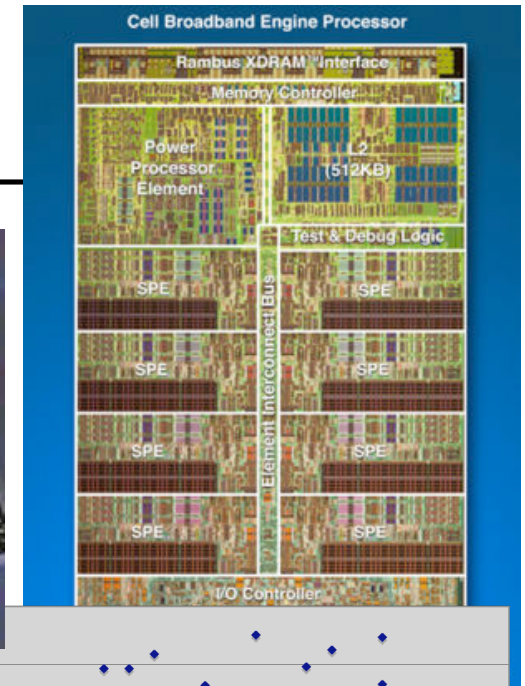 Cell Broadband Engine Processor
Rambus XDRAM™ Interface
Memory Controller
Power
Processor
Element
L2
(512KB)
Test & Debug Logic
Element Interconnect Bus
SPE
SPE
SPE
SPE
SPE
SPE
SPE
SPE
I/O Controller